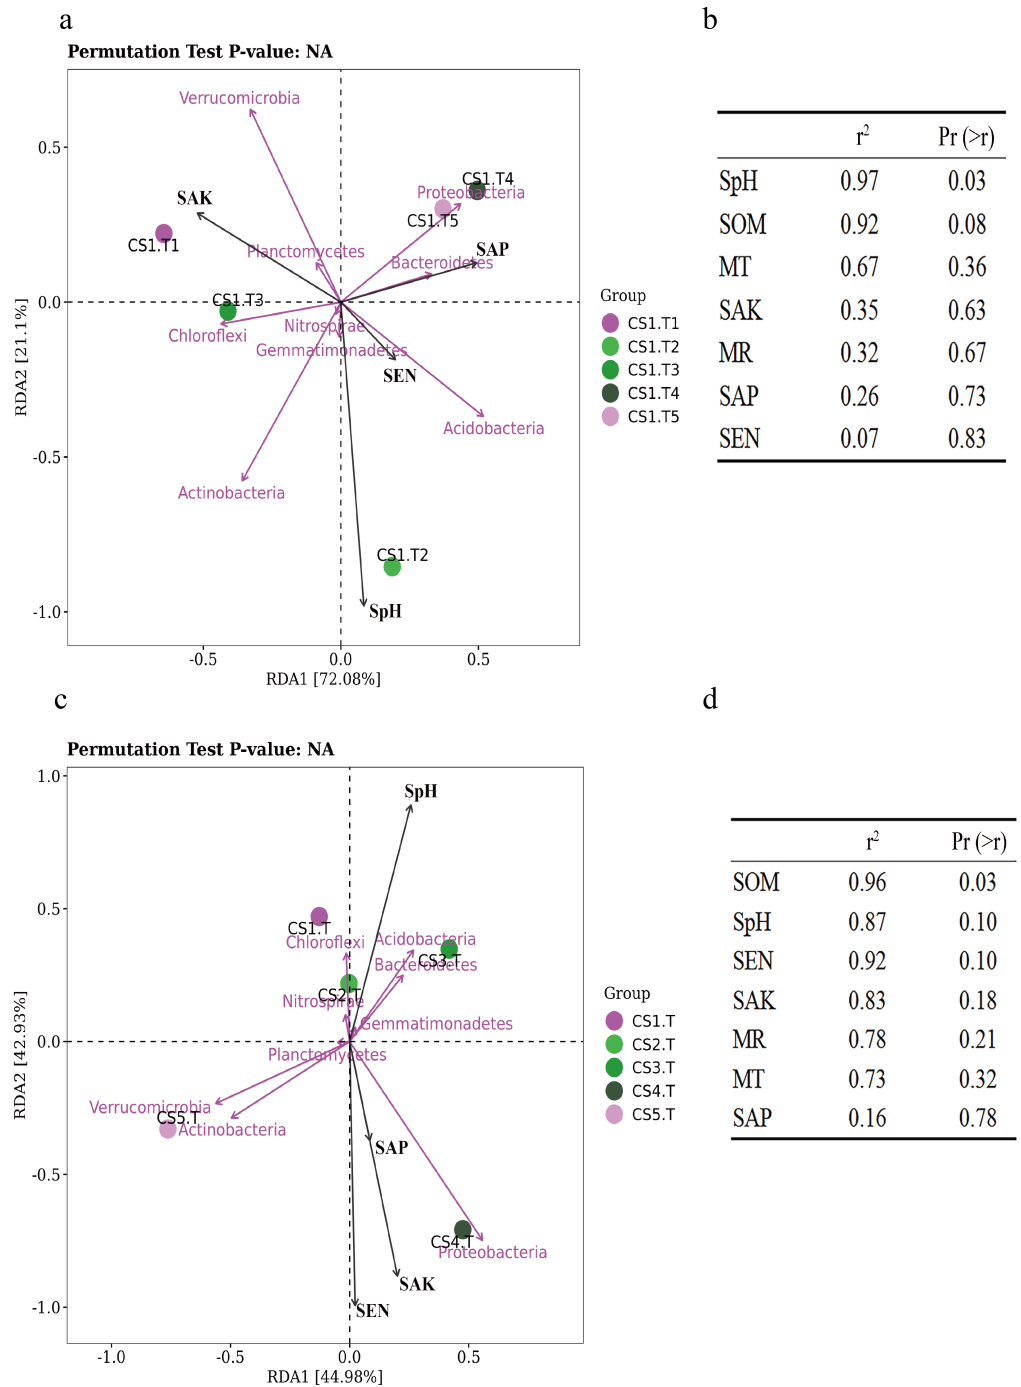 a
Permutation Test P-value: NA
Verrucomicrobia
CS1.T4
Proteobacteria
SAK
CS1.T5
CS1.T1
Planctomycetes
SAP
Bacteroidetes
CS1.T3
Nitrospirae
Chloroflexi
Gemmatimonadetes
SEN
Acidobacteria
Actinobacteria
CS1.T2
SpH
0.5
0.0
-0.5
-1.0
RDA2 [21.1%]
-0.5 0.0 0.5
RDA1 [72.08%]
Group
CS1.T1
CS1.T2
CS1.T3
CS1.T4
CS1.T5
b
r² Pr (>r)
SpH 0.97 0.03
SOM 0.92 0.08
MT 0.67 0.36
SAK 0.35 0.63
MR 0.32 0.67
SAP 0.26 0.73
SEN 0.07 0.83
c
Permutation Test P-value: NA
SpH
CS1.T
Chloroflexi
Acidobacteria
CS3.T
Bacteroidetes
CS2.T
Nitrospirae
Gemmatimonadetes
Planctomycetes
Verrucomicrobia
CS5.T
Actinobacteria
SAP
CS4.T
Proteobacteria
SAK
SEN
1.0
0.5
0.0
-0.5
-1.0
RDA2 [42.93%]
-1.0 -0.5 0.0 0.5
RDA1 [44.98%]
Group
CS1.T
CS2.T
CS3.T
CS4.T
CS5.T
d
r² Pr (>r)
SOM 0.96 0.03
SpH 0.87 0.10
SEN 0.92 0.10
SAK 0.83 0.18
MR 0.78 0.21
MT 0.73 0.32
SAP 0.16 0.78